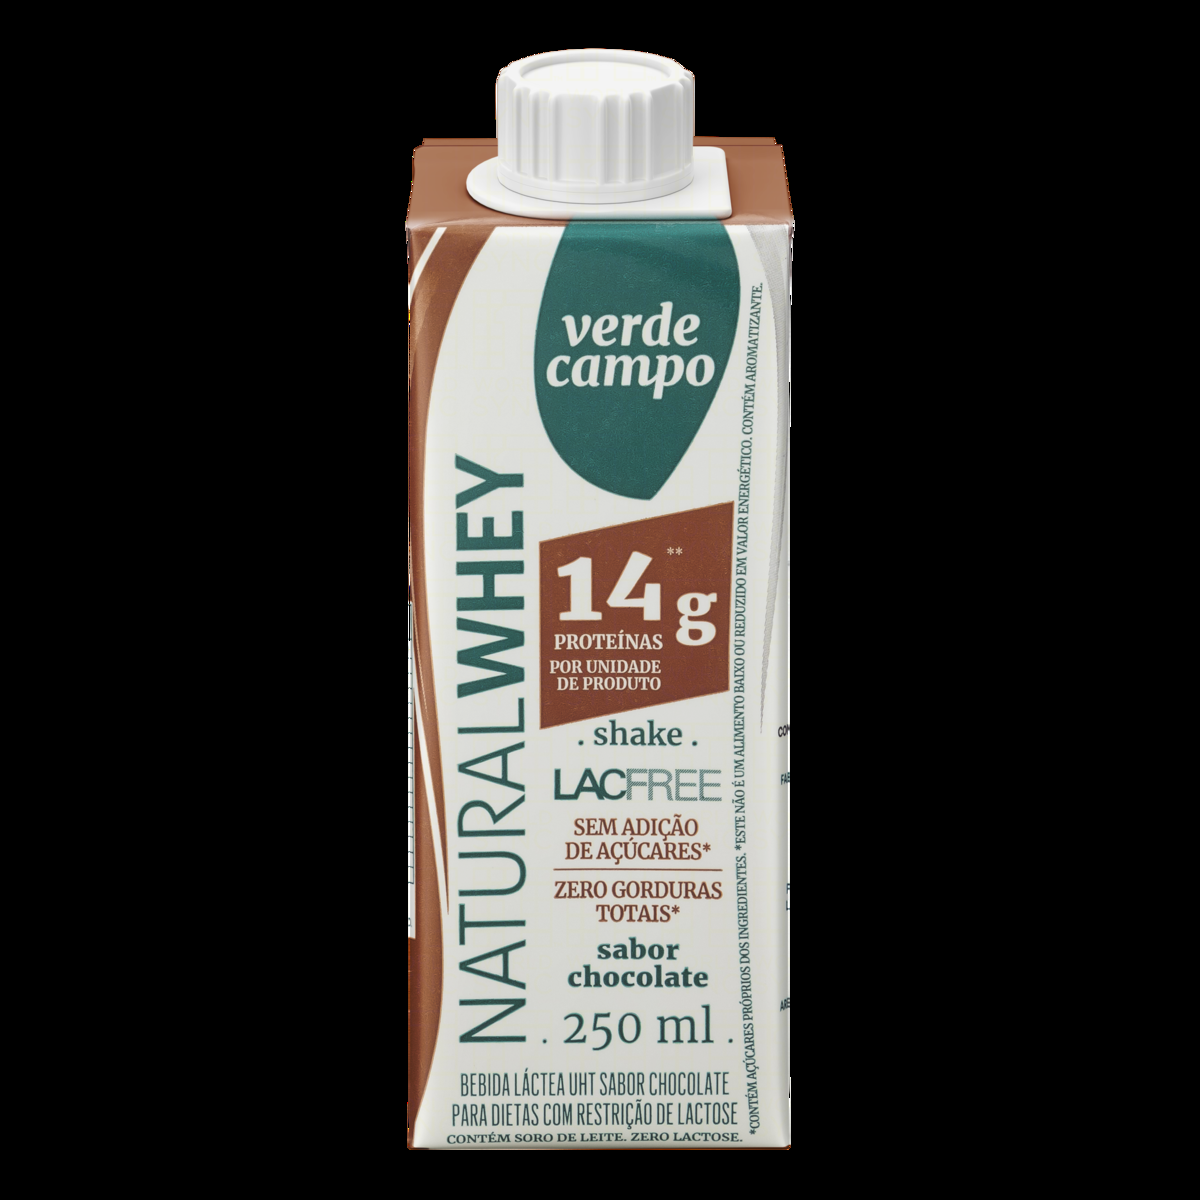 verde
campo
NATURALWHEY
14**g
PROTEÍNAS
POR UNIDADE
DE PRODUTO
. shake .
LACFREE
SEM ADIÇÃO
DE AÇÚCARES*
ZERO GORDURAS
TOTAIS*
sabor
chocolate
. 250 ml .
BEBIDA LÁCTEA UHT SABOR CHOCOLATE
PARA DIETAS COM RESTRIÇÃO DE LACTOSE
CONTÉM SORO DE LEITE. ZERO LACTOSE.
*CONTÉM AÇÚCARES PRÓPRIOS DOS INGREDIENTES. *ESTE NÃO É UM ALIMENTO BAIXO OU REDUZIDO EM VALOR ENERGÉTICO. CONTÉM AROMATIZANTE.